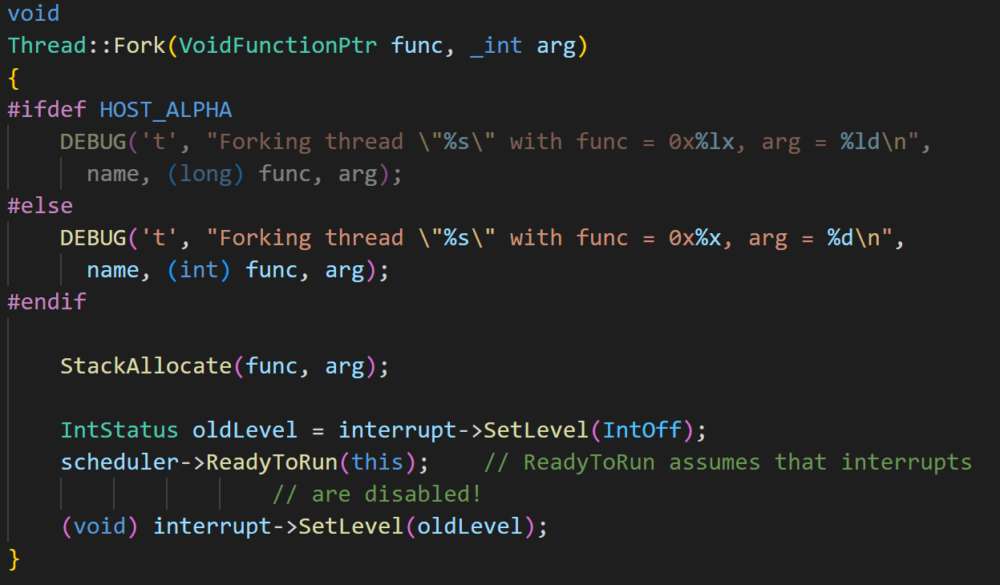 void
Thread::Fork(VoidFunctionPtr func, _int arg)
{
#ifdef HOST_ALPHA
    DEBUG('t', "Forking thread \"%s\" with func = 0x%lx, arg = %ld\n",
      name, (long) func, arg);
#else
    DEBUG('t', "Forking thread \"%s\" with func = 0x%x, arg = %d\n",
      name, (int) func, arg);
#endif

    StackAllocate(func, arg);

    IntStatus oldLevel = interrupt->SetLevel(IntOff);
    scheduler->ReadyToRun(this);    // ReadyToRun assumes that interrupts
                    // are disabled!
    (void) interrupt->SetLevel(oldLevel);
}